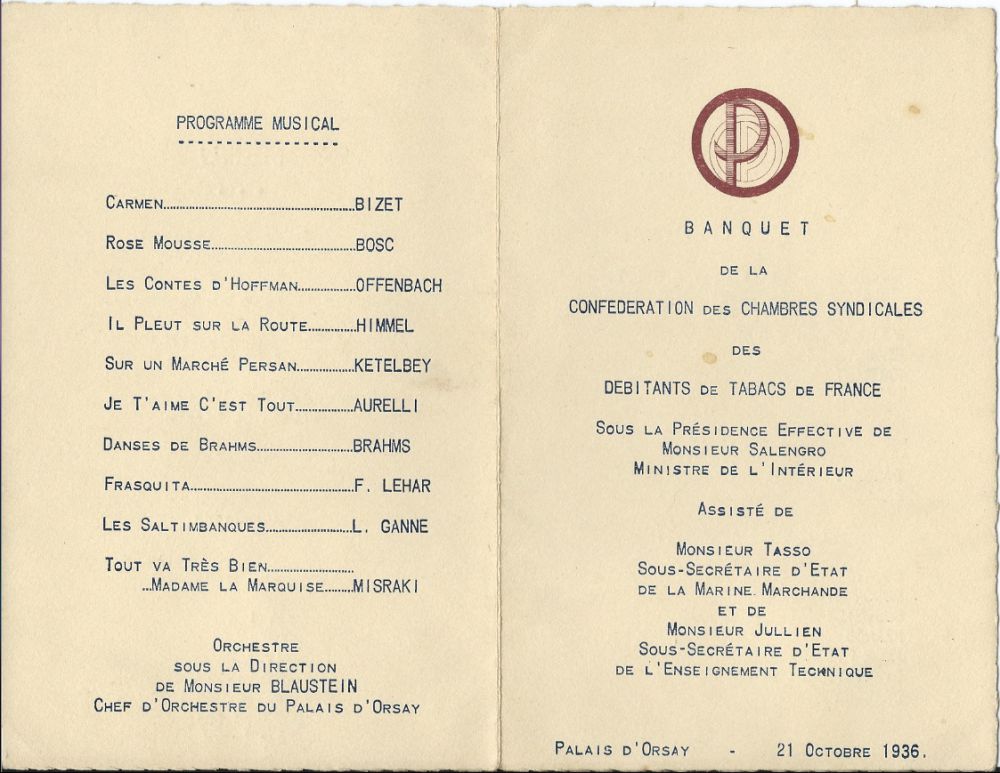 PROGRAMME MUSICAL
CARMEN.....BIZET
ROSE MOUSSE.....BOSC
LES CONTES D'HOFFMAN.....OFFENBACH
IL PLEUT SUR LA ROUTE.....HIMMEL
SUR UN MARCHÉ PERSAN.....KETELBEY
JE T'AIME C'EST TOUT.....AURELLI
DANSES DE BRAHMS.....BRAHMS
FRASQUITA.....F. LEHAR
LES SALTIMBANQUES.....L. GANNE
TOUT VA TRÈS BIEN.....
...MADAME LA MARQUISE.....MISRAKI
ORCHESTRE
SOUS LA DIRECTION
DE MONSIEUR BLAUSTEIN
CHEF D'ORCHESTRE DU PALAIS D'ORSAY
BANQUET
DE LA
CONFEDERATION DES CHAMBRES SYNDICALES
DES
DEBITANTS DE TABACS DE FRANCE
SOUS LA PRÉSIDENCE EFFECTIVE DE
MONSIEUR SALENGRO
MINISTRE DE L'INTÉRIEUR
ASSISTÉ DE
MONSIEUR TASSO
SOUS-SECRÉTAIRE D'ETAT
DE LA MARINE MARCHANDE
ET DE
MONSIEUR JULLIEN
SOUS-SECRÉTAIRE D'ETAT
DE L'ENSEIGNEMENT TECHNIQUE
PALAIS D'ORSAY - 21 OCTOBRE 1936.